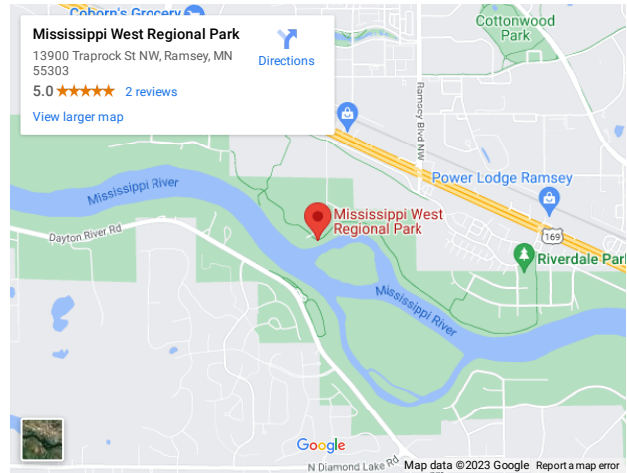 Coborn's Grocery
Mississippi West Regional Park
13900 Traprock St NW, Ramsey, MN
55303
5.0
2 reviews
View larger map
Directions
Cottonwood
Park
Ramsey Blvd NW
Power Lodge Ramsey
Mississippi River
Mississippi West
Regional Park
169
Dayton River Rd
Riverdale Park
Mississippi River
Google
N Diamond Lake Rd
Map data ©2023 Google
Report a map error